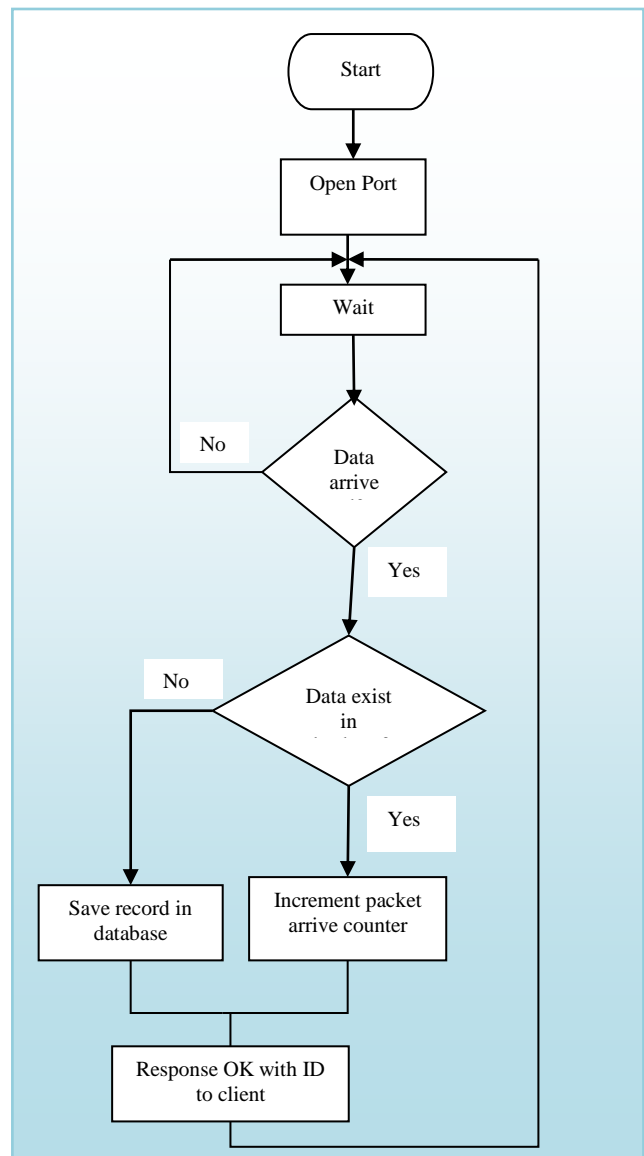 Start
Open Port
Wait
No
Data
arrive
Yes
No
Data exist
in
Yes
Save record in
database
Increment packet
arrive counter
Response OK with ID
to client